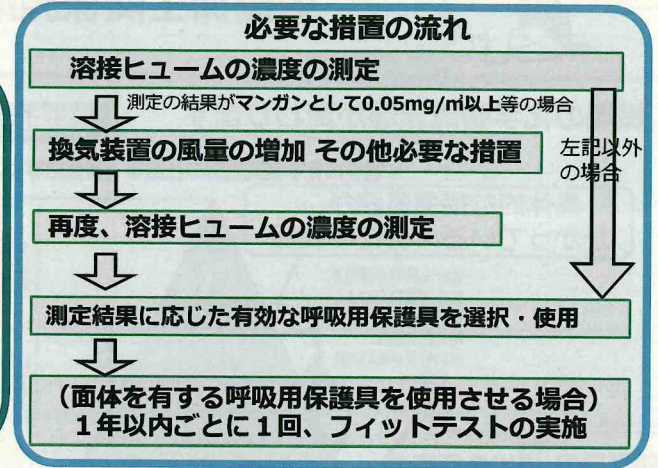 必要な措置の流れ
溶接ヒュームの濃度の測定
測定の結果がマンガンとして0.05mg/㎥以上等の場合
換気装置の風量の増加 その他必要な措置
左記以外
の場合
再度、溶接ヒュームの濃度の測定
測定結果に応じた有効な呼吸用保護具を選択・使用
（面体を有する呼吸用保護具を使用させる場合）
１年以内ごとに１回、フィットテストの実施